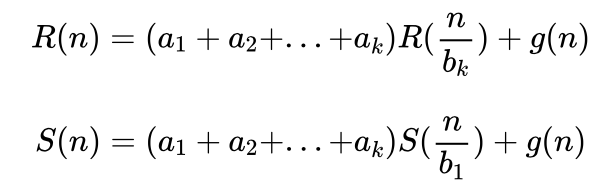 R(n) = (a₁ + a₂+. . . +aₖ)R(n/bₖ) + g(n)
S(n) = (a₁ + a₂+. . . +aₖ)S(n/b₁) + g(n)